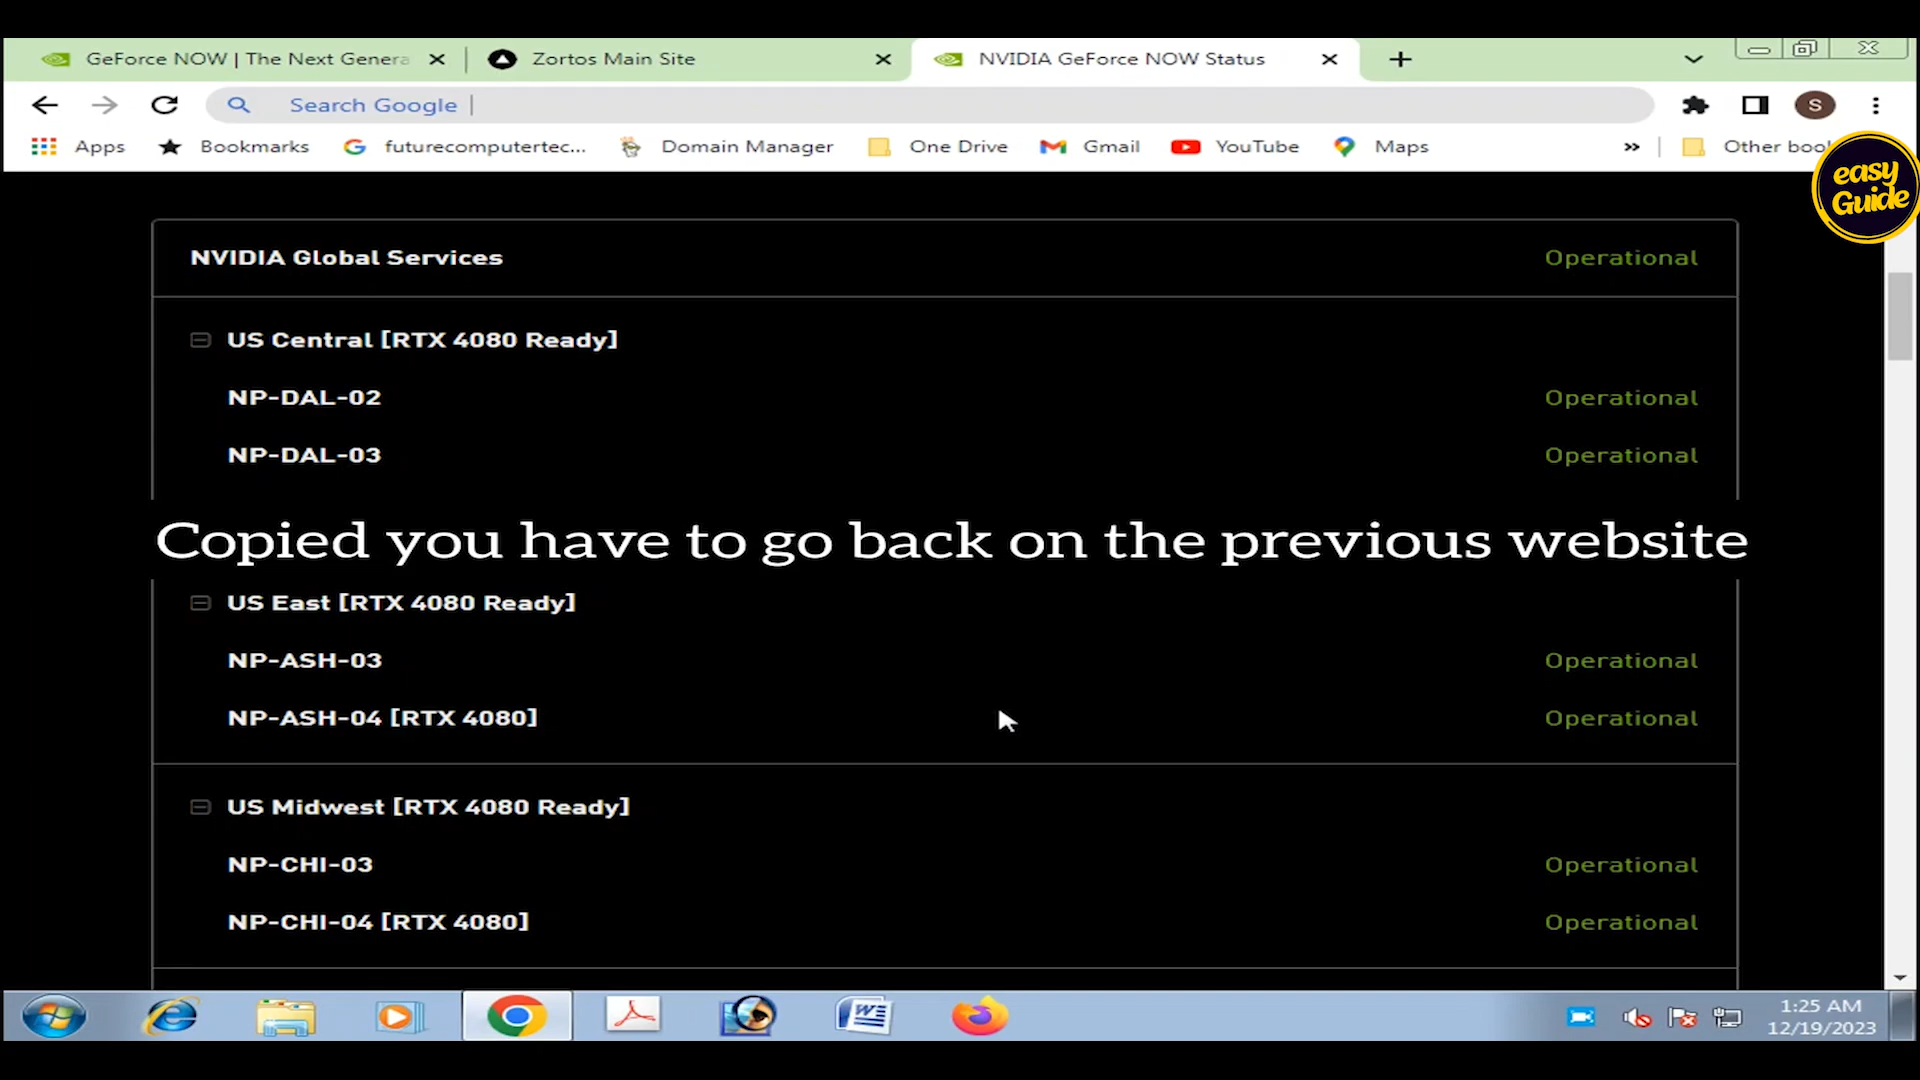 GeForce NOW | The Next Genera
Zortos Main Site
NVIDIA GeForce NOW Status
Search Google
S
Apps
Bookmarks
futurecomputertec...
Domain Manager
One Drive
Gmail
YouTube
Maps
»
Other bool
easy
Guide
NVIDIA Global Services
Operational
US Central [RTX 4080 Ready]
NP-DAL-02
Operational
NP-DAL-03
Operational
Copied you have to go back on the previous website
US East [RTX 4080 Ready]
NP-ASH-03
Operational
NP-ASH-04 [RTX 4080]
Operational
US Midwest [RTX 4080 Ready]
NP-CHI-03
Operational
NP-CHI-04 [RTX 4080]
Operational
1:25 AM
12/19/2023